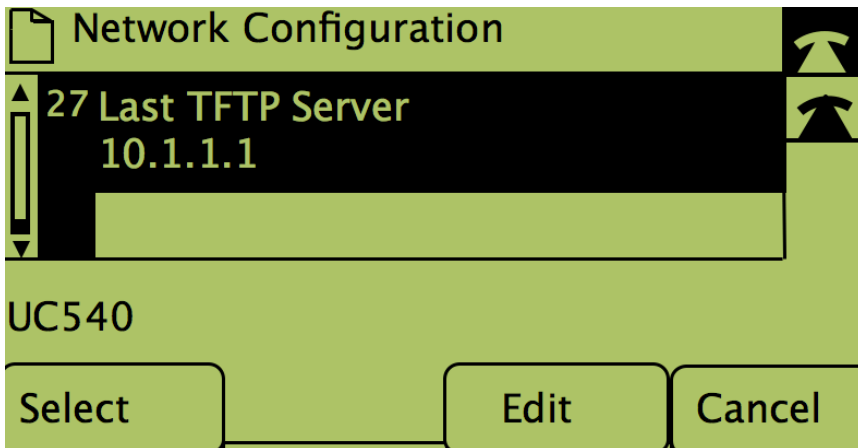 Network Configuration
27 Last TFTP Server
10.1.1.1
UC540
Select Edit Cancel